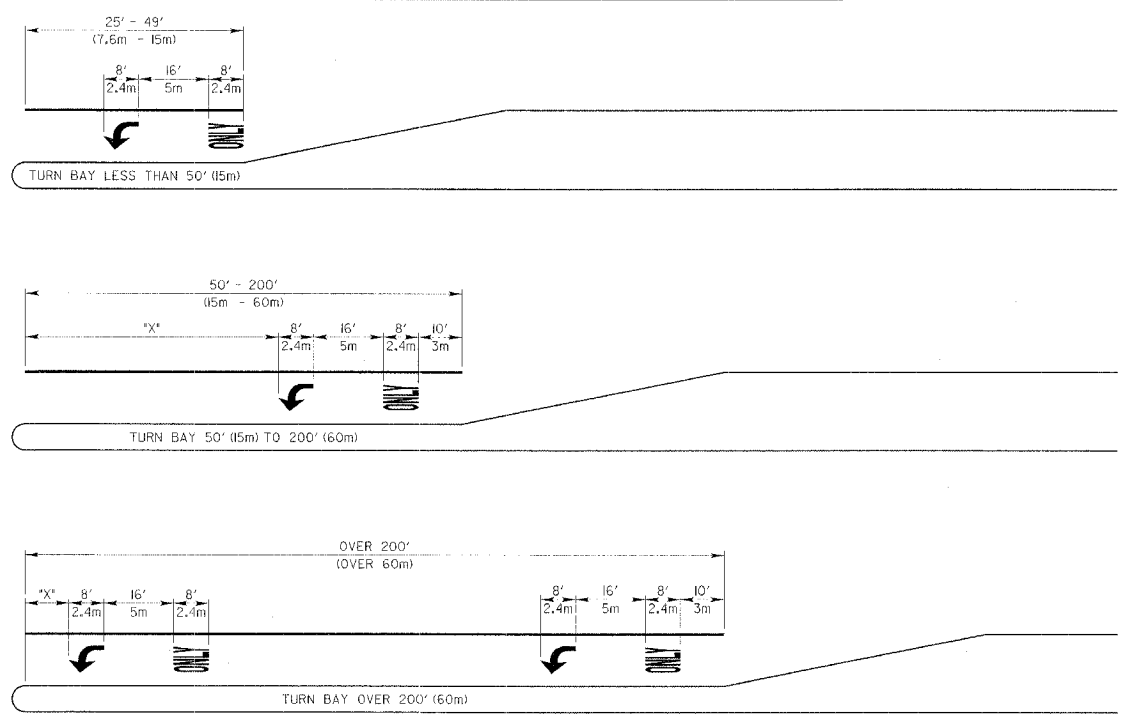 25' - 49'
(7.6m - 15m)
8' 16' 8'
2.4m 5m 2.4m
ONLY
TURN BAY LESS THAN 50' (15m)
50' - 200'
(15m - 60m)
"X" 8' 16' 8' 10'
2.4m 5m 2.4m 3m
ONLY
TURN BAY 50' (15m) TO 200' (60m)
OVER 200'
(OVER 60m)
"X" 8' 16' 8' 8' 16' 8' 10'
2.4m 5m 2.4m 2.4m 5m 2.4m 3m
ONLY ONLY
TURN BAY OVER 200' (60m)